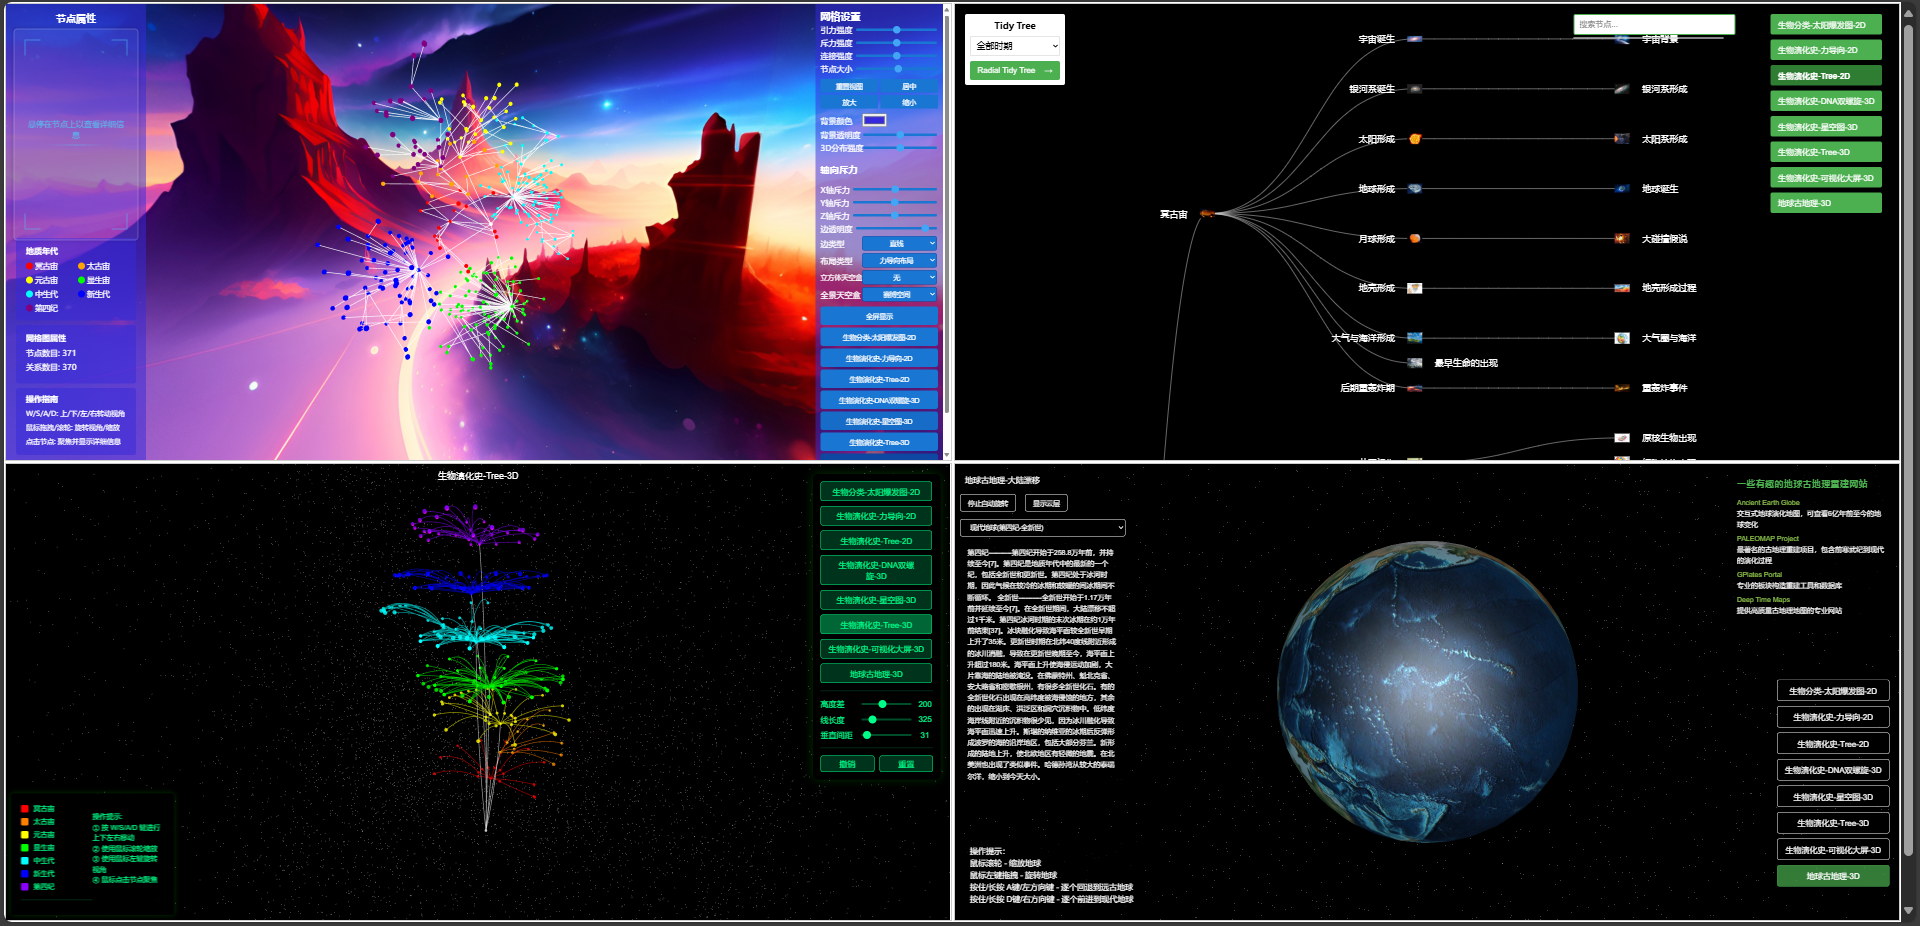 节点属性
悬停在节点上以查看详细信
息
地质年代
冥古宙
太古宙
元古宙
显生宙
中生代
新生代
第四纪
网格图属性
节点数目: 371
关系数目: 370
操作指南
W/S/A/D: 上/下/左/右转动视角
鼠标拖拽/滚轮: 旋转视角/缩放
点击节点: 聚焦并显示详细信息
网格设置
引力强度
斥力强度
连接强度
节点大小
重置视图
居中
放大
缩小
背景颜色
背景透明度
3D分布强度
轴向斥力
X轴斥力
Y轴斥力
Z轴斥力
边透明度
边类型
直线
布局类型
力导向布局
立方体天空盒
无
全景天空盒
全屏显示
生物分类-太阳爆发图-2D
生物演化史-力导向-2D
生物演化史-Tree-2D
生物演化史-DNA双螺旋-3D
生物演化史-星空图-3D
生物演化史-Tree-3D
Tidy Tree
全部时期
Radial Tidy Tree →
搜索节点...
宇宙诞生
宇宙背景
银河系诞生
银河系形成
太阳形成
太阳系形成
地球形成
地球诞生
冥古宙
月球形成
大碰撞假说
地壳形成
地壳形成过程
大气与海洋形成
大气圈与海洋
最早生命的出现
后期重轰炸期
重轰炸事件
原核生物出现
生物分类-太阳爆发图-2D
生物演化史-力导向-2D
生物演化史-Tree-2D
生物演化史-DNA双螺旋-3D
生物演化史-星空图-3D
生物演化史-Tree-3D
生物演化史-可视化大屏-3D
地球古地理-3D
生物演化史-Tree-3D
生物分类-太阳爆发图-2D
生物演化史-力导向-2D
生物演化史-Tree-2D
生物演化史-DNA双螺
旋-3D
生物演化史-星空图-3D
生物演化史-Tree-3D
生物演化史-可视化大屏-3D
地球古地理-3D
高度差
200
线长度
325
垂直间距
31
撤销
重置
冥古宙
太古宙
元古宙
显生宙
中生代
新生代
第四纪
操作提示:
① 按 W/S/A/D 键进行
上下左右移动
② 使用鼠标滚轮缩放
③ 使用鼠标左键旋转
视角
④ 鼠标点击节点聚焦
地球古地理-大陆漂移
停止自动旋转
显示云层
现代地球(第四纪-全新世)
第四纪———第四纪开始于258.8万年前，并持
续至今[7]。第四纪是地质年代中的最新的一个
纪，包括全新世和更新世。第四纪处于冰河时
期，因此气候在较冷的冰期和较暖的间冰期间不
断循环。 全新世———全新世开始于1.17万年
前并延续至今[7]。在全新世期间，大陆漂移不超
过1千米。第四纪冰河时期的末次冰期在约1万年
前结束[37]。冰块融化导致海平面较全新世早期
上升了35米。更新世时期在北纬40度线附近形成
的冰川消融，导致在更新世晚期至今，海平面上
升超过180米。海平面上升使海侵运动加剧，大
片靠海的陆地被淹没。在佛蒙特州、魁北克省、
安大略省和密歇根州，有很多全新世化石。有的
全新世化石出现在高纬度被海侵蚀的地方，其余
的出现在湖床、洪泛区和洞穴沉积物中。低纬度
海岸线附近的沉积物很少见，因为冰川融化导致
海平面迅速上升。斯堪的纳维亚的冰期后反弹形
成波罗的海的沿岸地区，包括大部分芬兰。新形
成的陆地上升，使北欧地区有轻微的地震。在北
美洲也出现了类似事件。哈德孙湾从较大的泰瑞
尔洋，缩小到今天大小。
操作提示:
鼠标滚轮 - 缩放地球
鼠标左键拖拽 - 旋转地球
按住/长按 A键/左方向键 - 逐个回退到远古地球
按住/长按 D键/右方向键 - 逐个前进到现代地球
一些有趣的地球古地理重建网站
Ancient Earth Globe
交互式地球演化地图，可查看6亿年前至今的地
球变化
PALEOMAP Project
最著名的古地理重建项目，包含前寒武纪到现代
的演化过程
GPlates Portal
专业的板块构造重建工具和数据库
Deep Time Maps
提供高质量古地理地图的专业网站
生物分类-太阳爆发图-2D
生物演化史-力导向-2D
生物演化史-Tree-2D
生物演化史-DNA双螺旋-3D
生物演化史-星空图-3D
生物演化史-Tree-3D
生物演化史-可视化大屏-3D
地球古地理-3D